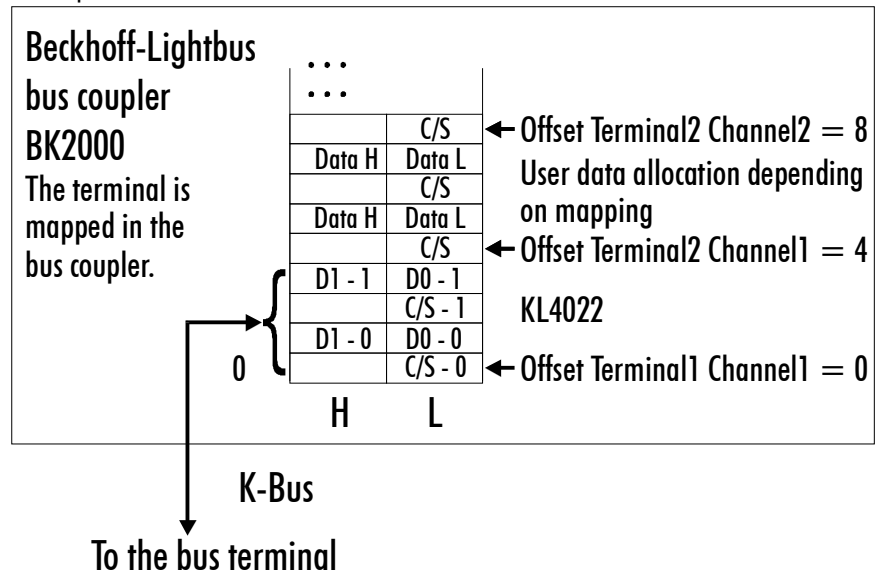 Beckhoff-Lightbus
bus coupler
BK2000
The terminal is
mapped in the
bus coupler.
...
...
C/S
Offset Terminal2 Channel2 = 8
Data H Data L
User data allocation depending
C/S
on mapping
Data H Data L
C/S
Offset Terminal2 Channel1 = 4
D1 - 1 D0 - 1
C/S - 1
KL4022
D1 - 0 D0 - 0
0
C/S - 0
Offset Terminal1 Channel1 = 0
H L
K-Bus
To the bus terminal